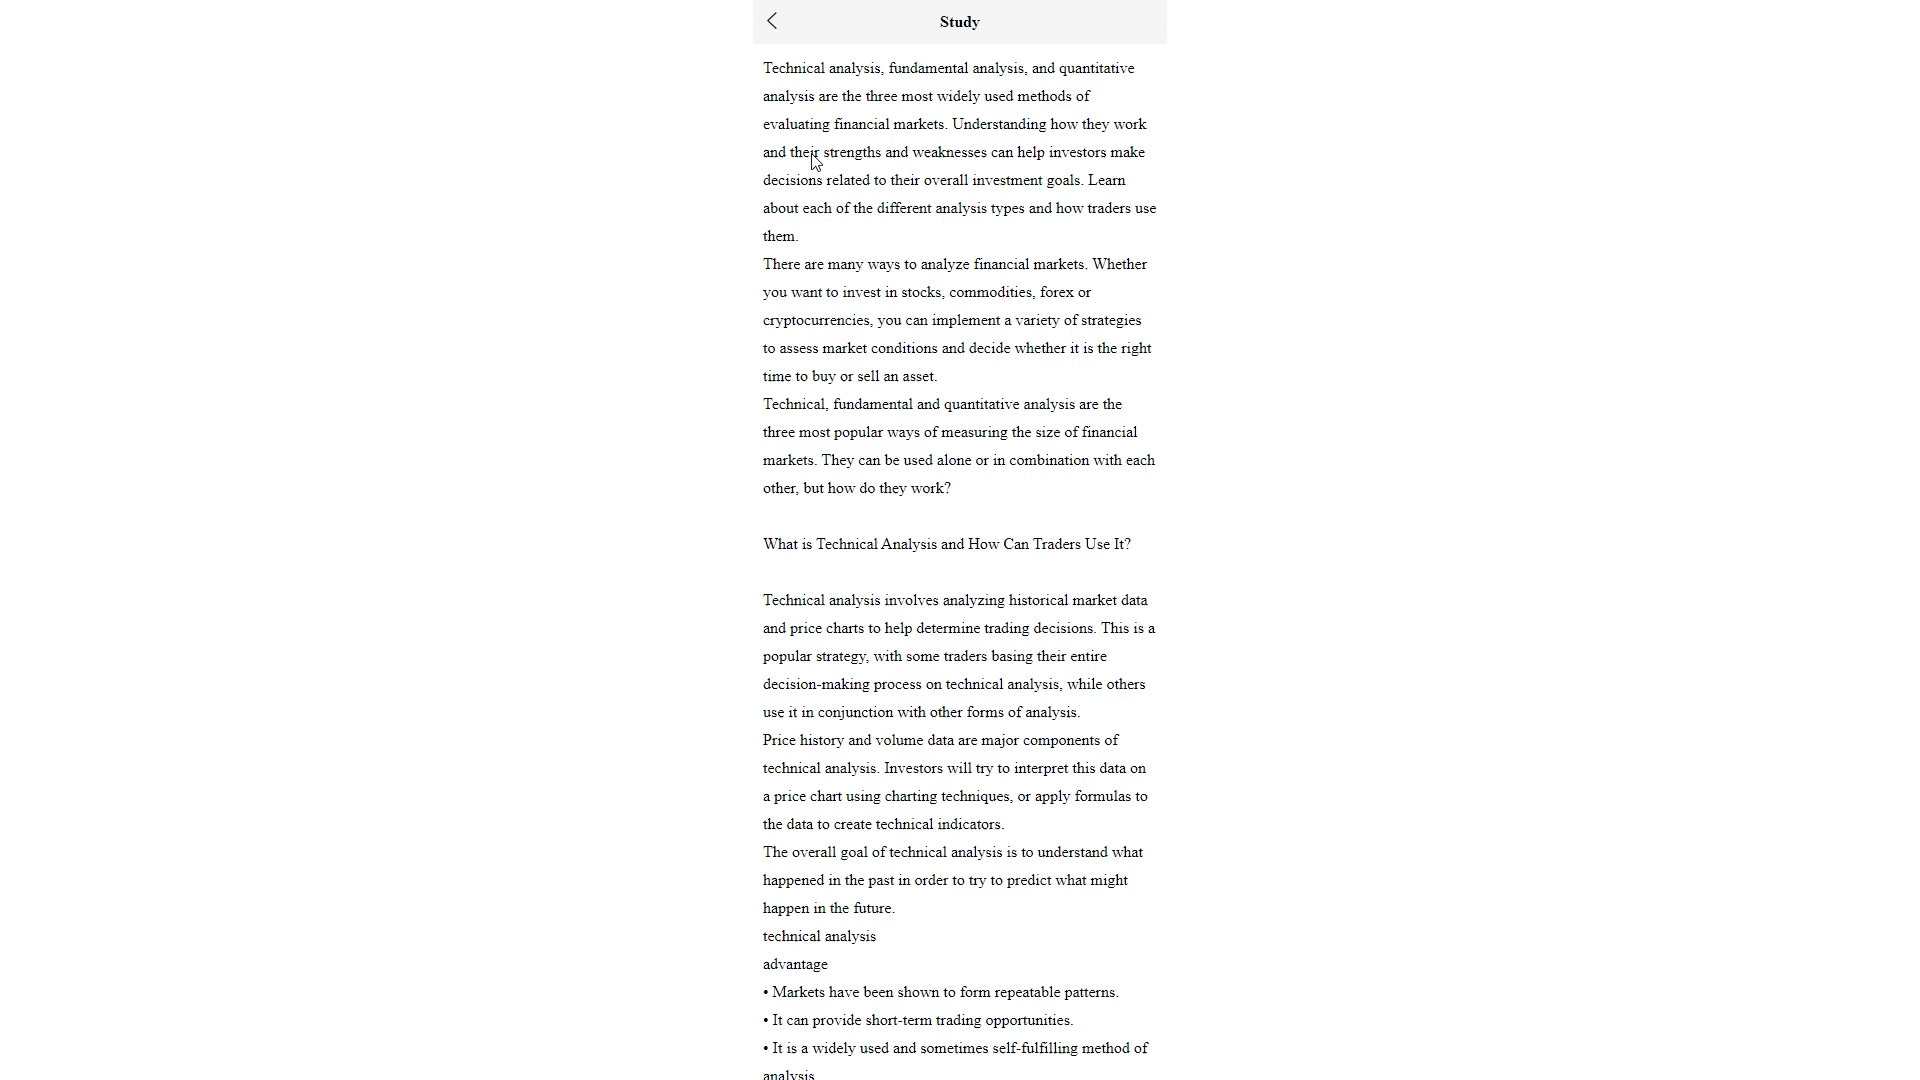 Study
Technical analysis, fundamental analysis, and quantitative
analysis are the three most widely used methods of
evaluating financial markets. Understanding how they work
and their strengths and weaknesses can help investors make
decisions related to their overall investment goals. Learn
about each of the different analysis types and how traders use
them.
There are many ways to analyze financial markets. Whether
you want to invest in stocks, commodities, forex or
cryptocurrencies, you can implement a variety of strategies
to assess market conditions and decide whether it is the right
time to buy or sell an asset.
Technical, fundamental and quantitative analysis are the
three most popular ways of measuring the size of financial
markets. They can be used alone or in combination with each
other, but how do they work?
What is Technical Analysis and How Can Traders Use It?
Technical analysis involves analyzing historical market data
and price charts to help determine trading decisions. This is a
popular strategy, with some traders basing their entire
decision-making process on technical analysis, while others
use it in conjunction with other forms of analysis.
Price history and volume data are major components of
technical analysis. Investors will try to interpret this data on
a price chart using charting techniques, or apply formulas to
the data to create technical indicators.
The overall goal of technical analysis is to understand what
happened in the past in order to try to predict what might
happen in the future.
technical analysis
advantage
• Markets have been shown to form repeatable patterns.
• It can provide short-term trading opportunities.
• It is a widely used and sometimes self-fulfilling method of
analysis